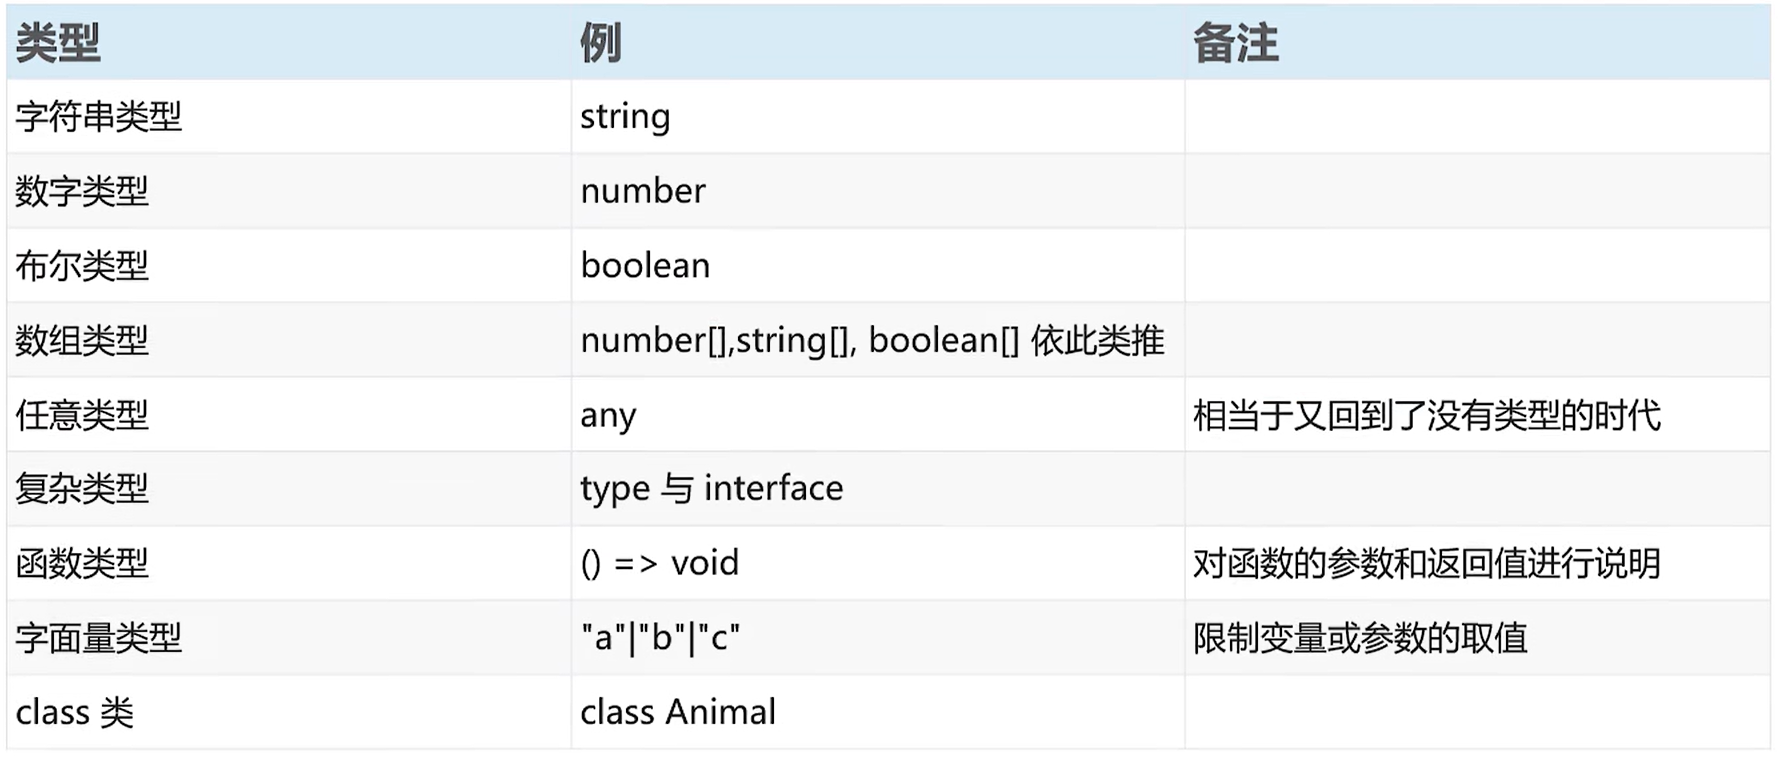 类型 例 备注
字符串类型 string
数字类型 number
布尔类型 boolean
数组类型 number[],string[], boolean[] 依此类推
任意类型 any 相当于又回到了没有类型的时代
复杂类型 type 与 interface
函数类型 () => void 对函数的参数和返回值进行说明
字面量类型 "a"|"b"|"c" 限制变量或参数的取值
class 类 class Animal